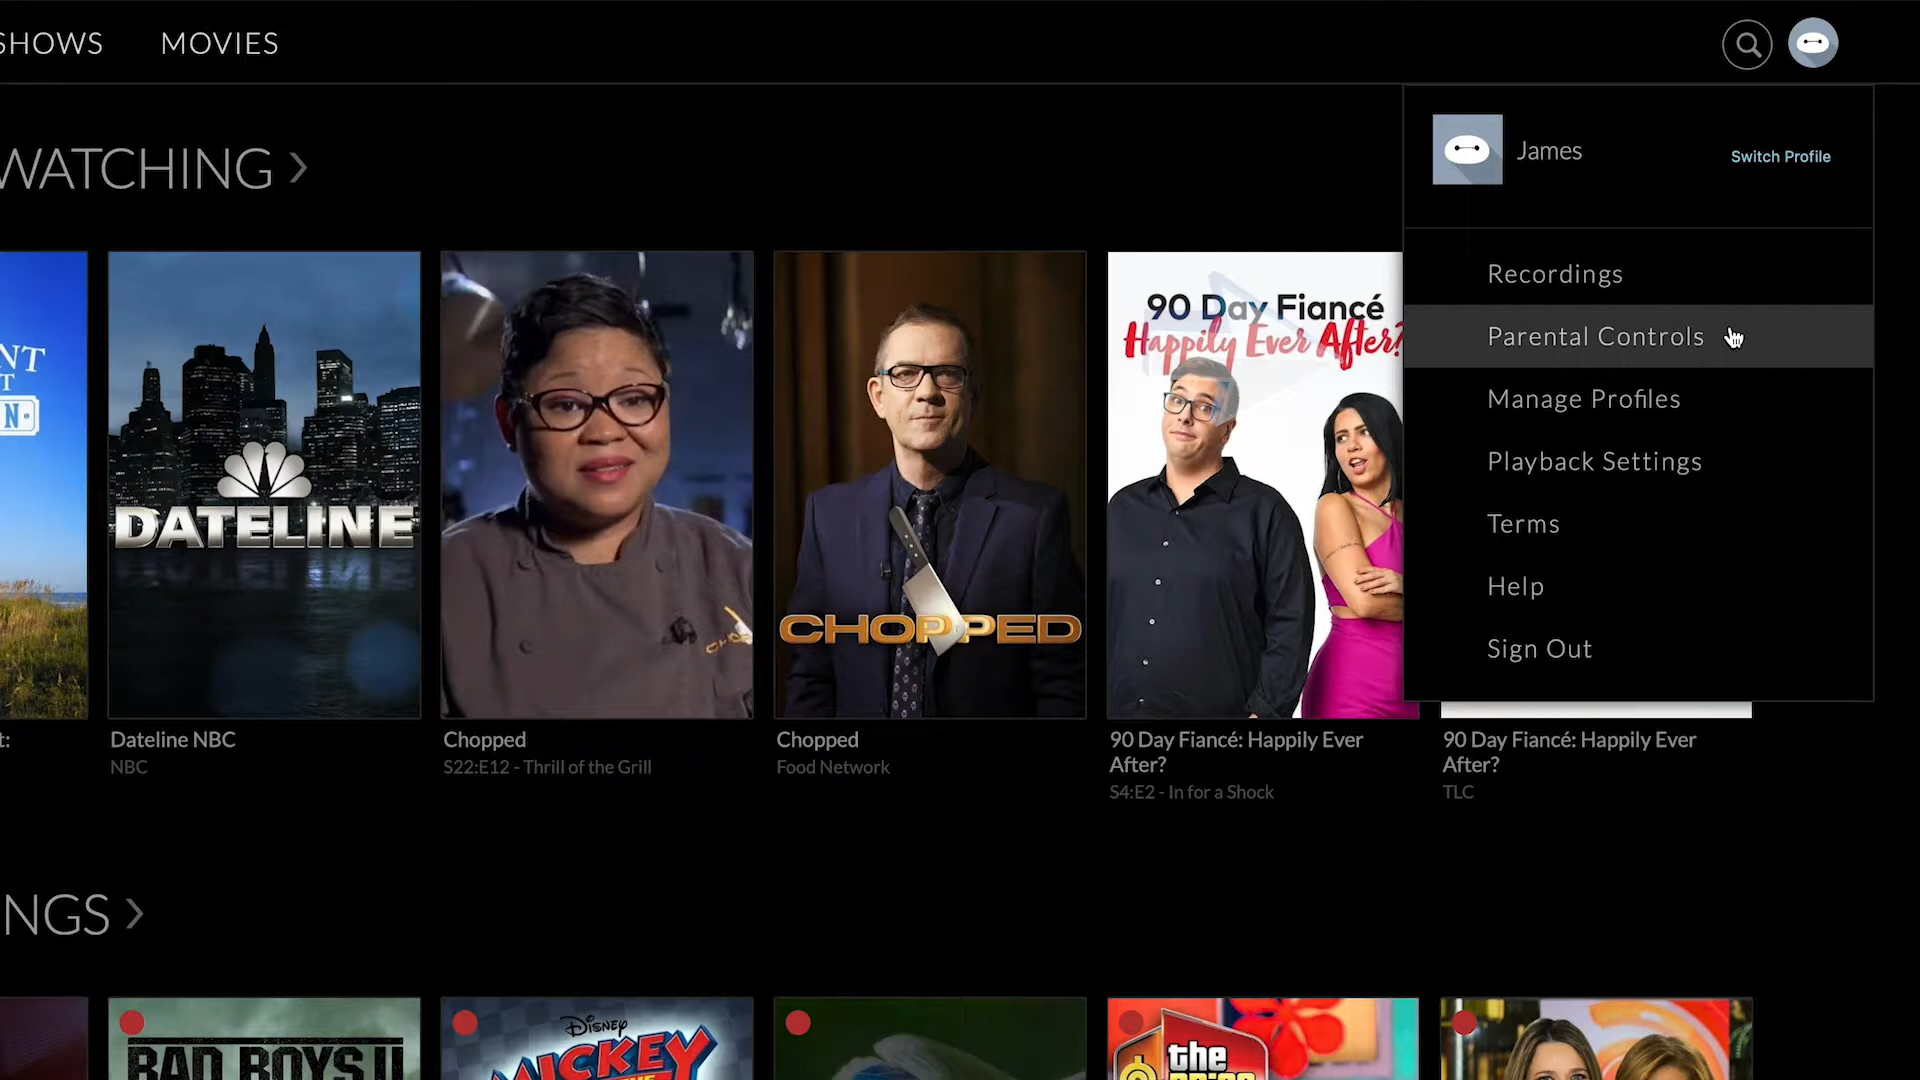 SHOWS MOVIES
James
Switch Profile
WATCHING >
Recordings
Parental Controls
Manage Profiles
Playback Settings
Terms
Help
Sign Out
NT
T
N
DATELINE
CHOPPED
90 Day Fiancé
Happily Ever After?
t:
Dateline NBC
NBC
Chopped
S22:E12 - Thrill of the Grill
Chopped
Food Network
90 Day Fiancé: Happily Ever
After?
S4:E2 - In for a Shock
90 Day Fiancé: Happily Ever
After?
TLC
NGS >
BAD BOYS II
DISNEY
MICKEY
THE
the
price